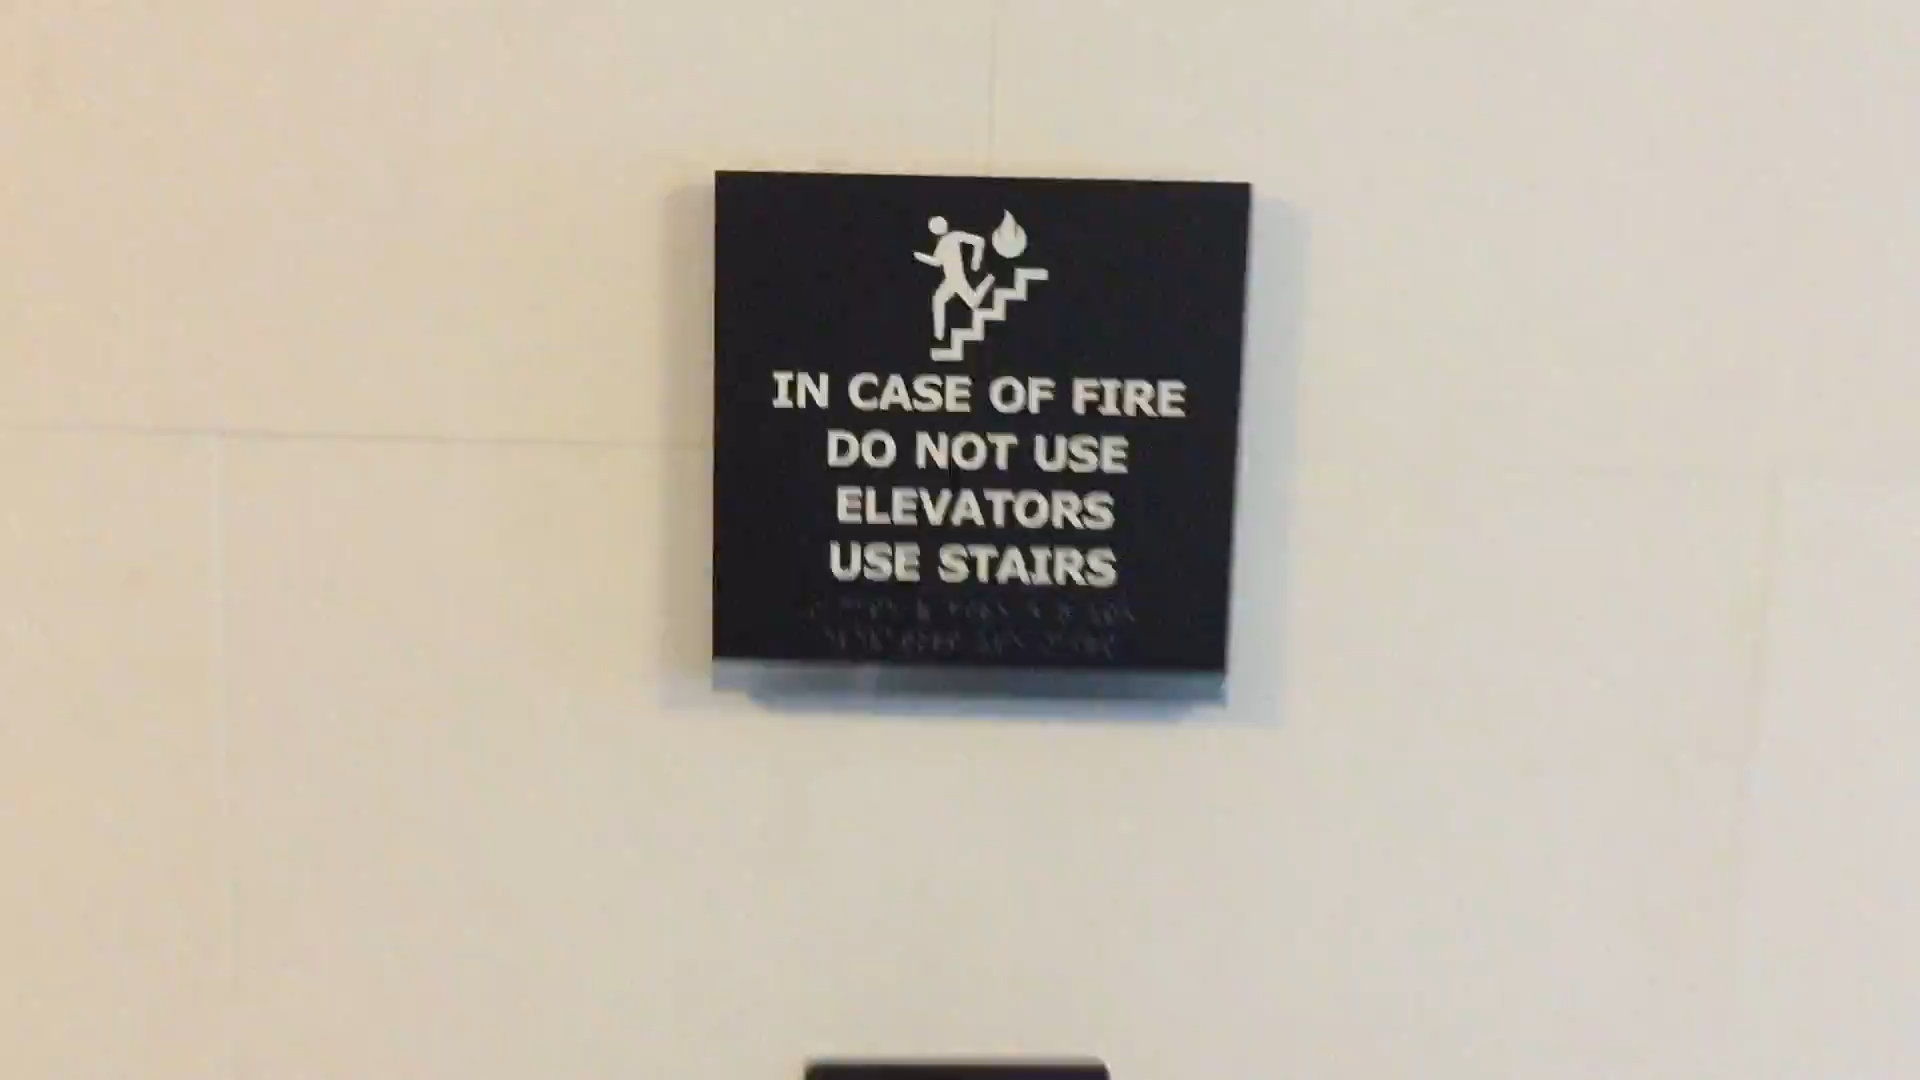 IN CASE OF FIRE
DO NOT USE
ELEVATORS
USE STAIRS